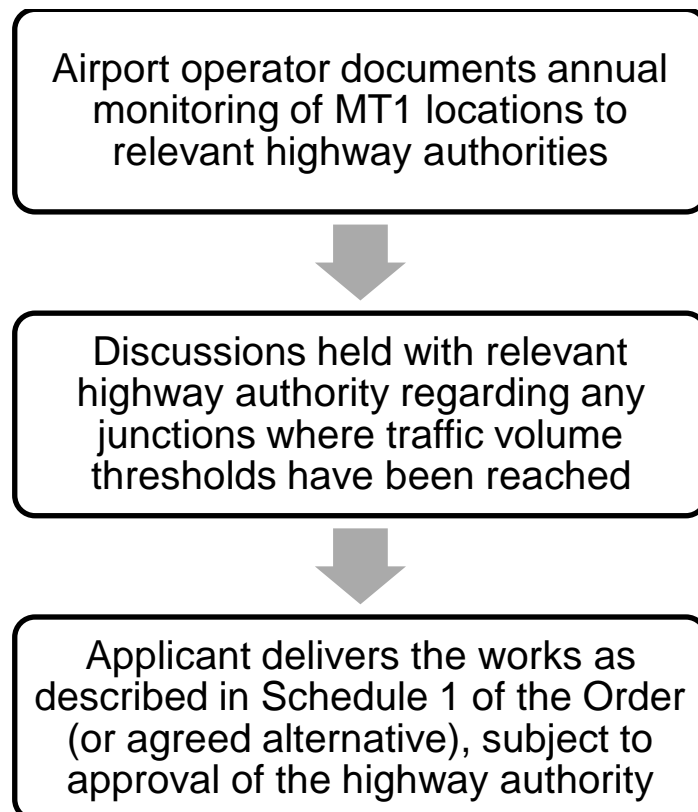 Airport operator documents annual
monitoring of MT1 locations to
relevant highway authorities
Discussions held with relevant
highway authority regarding any
junctions where traffic volume
thresholds have been reached
Applicant delivers the works as
described in Schedule 1 of the Order
(or agreed alternative), subject to
approval of the highway authority